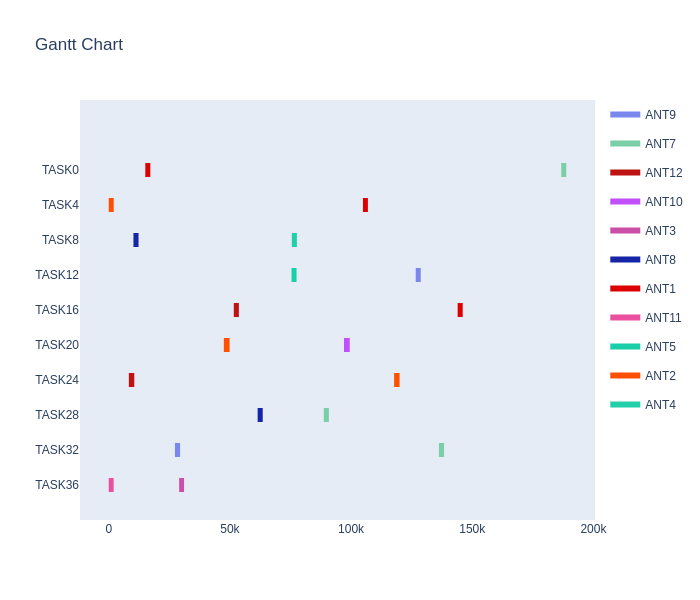 Gantt Chart
TASK0
TASK4
TASK8
TASK12
TASK16
TASK20
TASK24
TASK28
TASK32
TASK36
0 50k 100k 150k 200k
ANT9
ANT7
ANT12
ANT10
ANT3
ANT8
ANT1
ANT11
ANT5
ANT2
ANT4